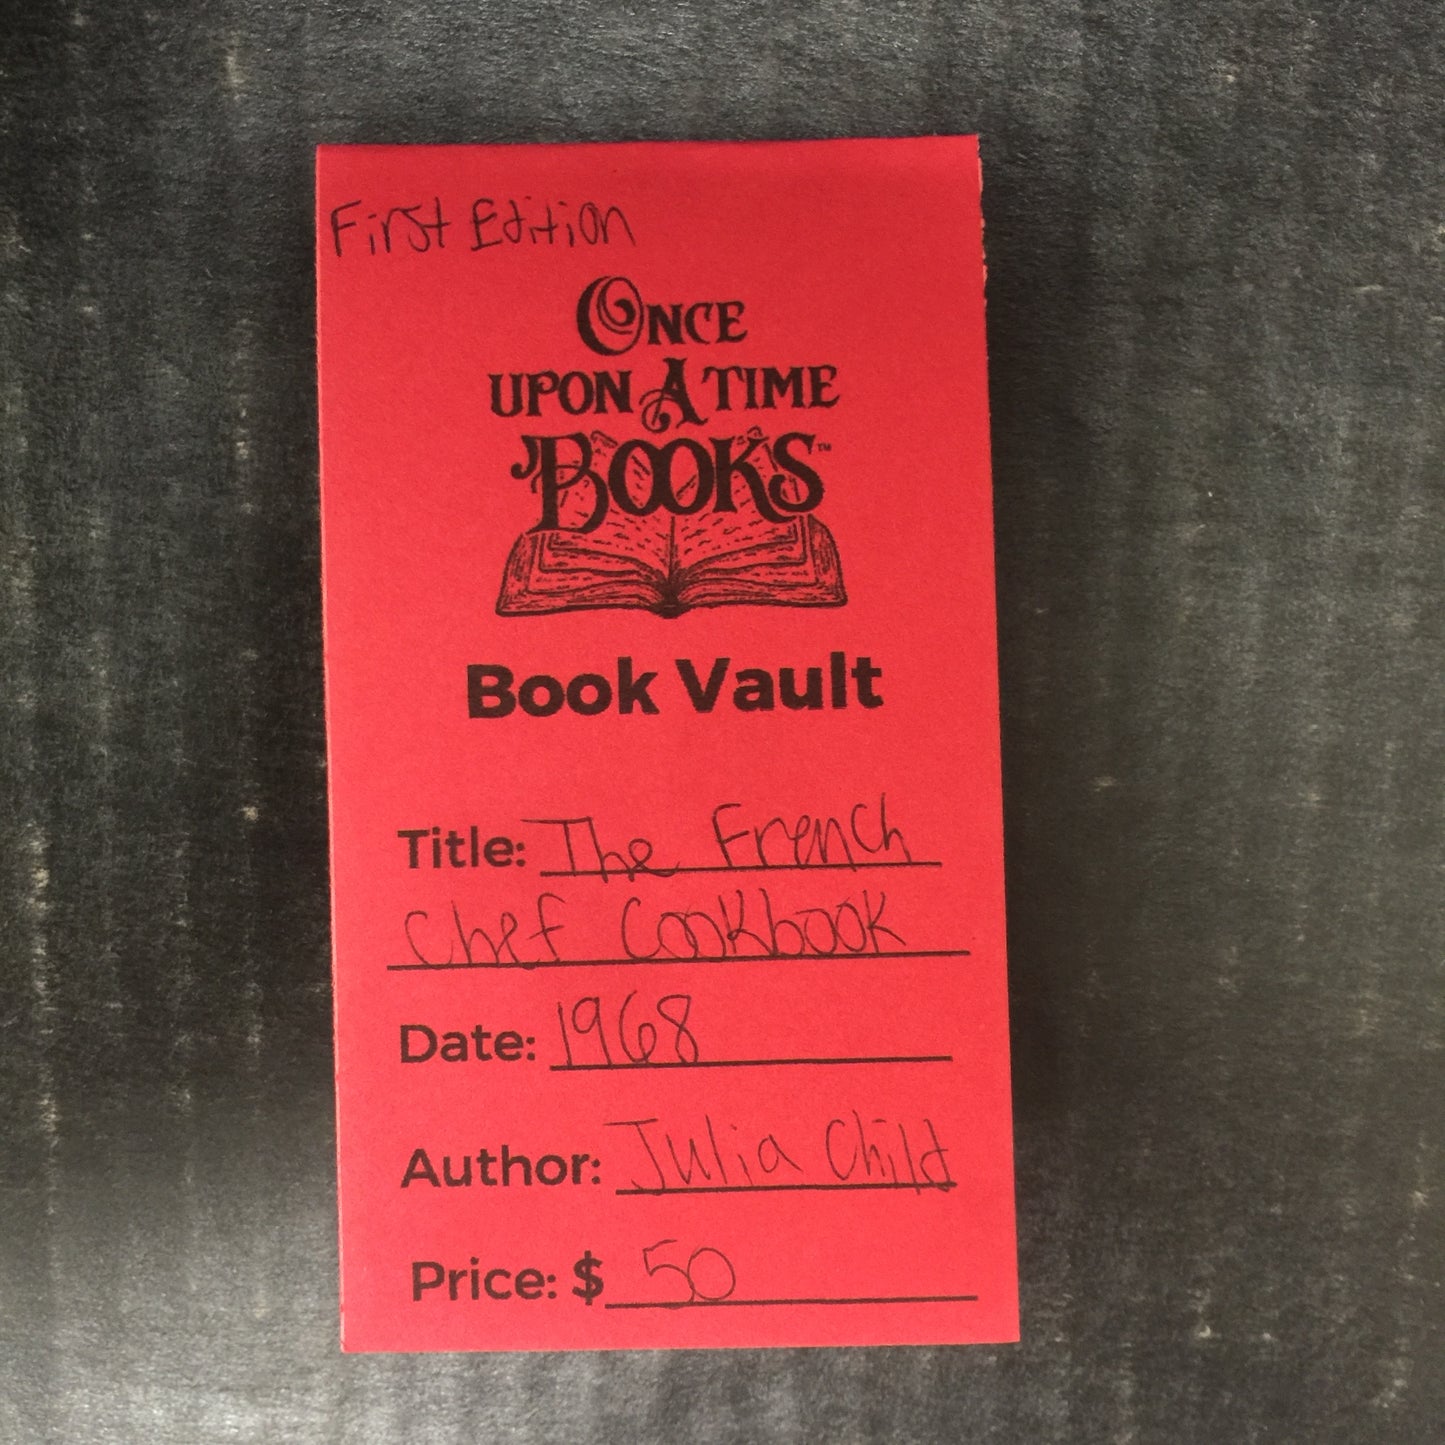 First Edition
ONCE
UPON A TIME
BOOKS™
Book Vault
Title: The French
Chef Cookbook
Date: 1968
Author: Julia Child
Price: $ 50